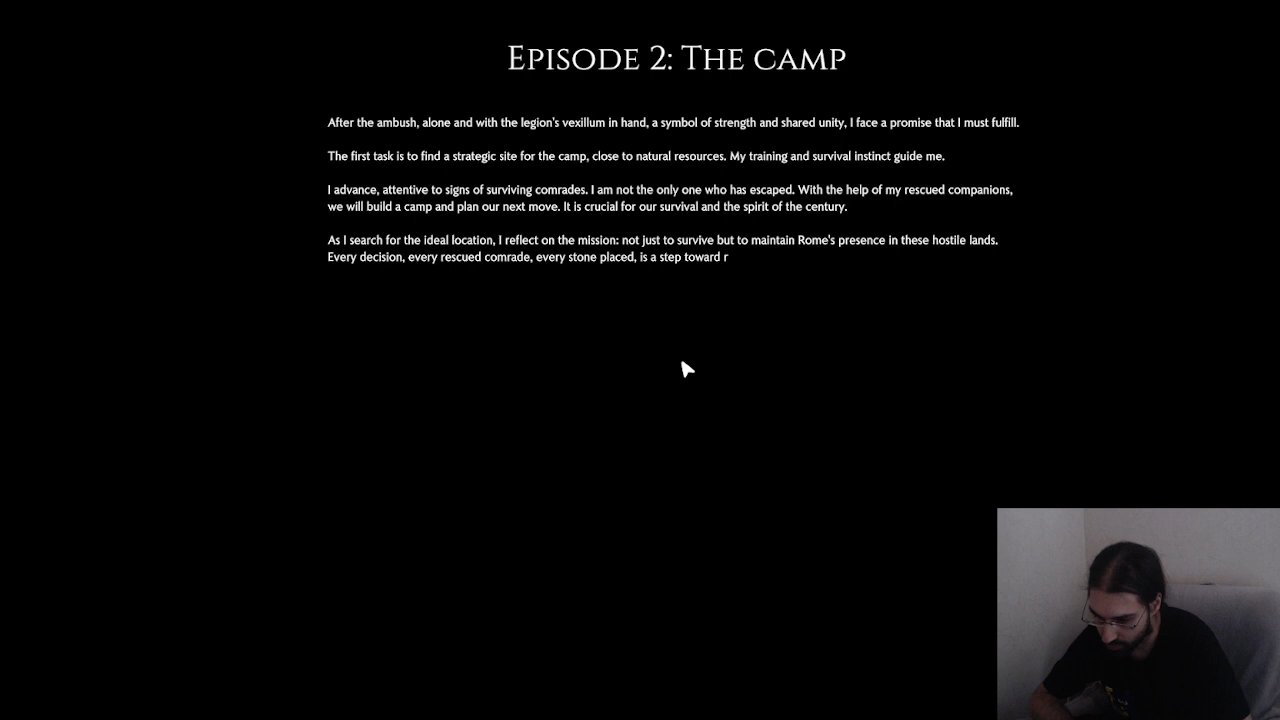 Episode 2: The camp
After the ambush, alone and with the legion's vexillum in hand, a symbol of strength and shared unity, I face a promise that I must fulfill.
The first task is to find a strategic site for the camp, close to natural resources. My training and survival instinct guide me.
I advance, attentive to signs of surviving comrades. I am not the only one who has escaped. With the help of my rescued companions,
we will build a camp and plan our next move. It is crucial for our survival and the spirit of the century.
As I search for the ideal location, I reflect on the mission: not just to survive but to maintain Rome's presence in these hostile lands.
Every decision, every rescued comrade, every stone placed, is a step toward r